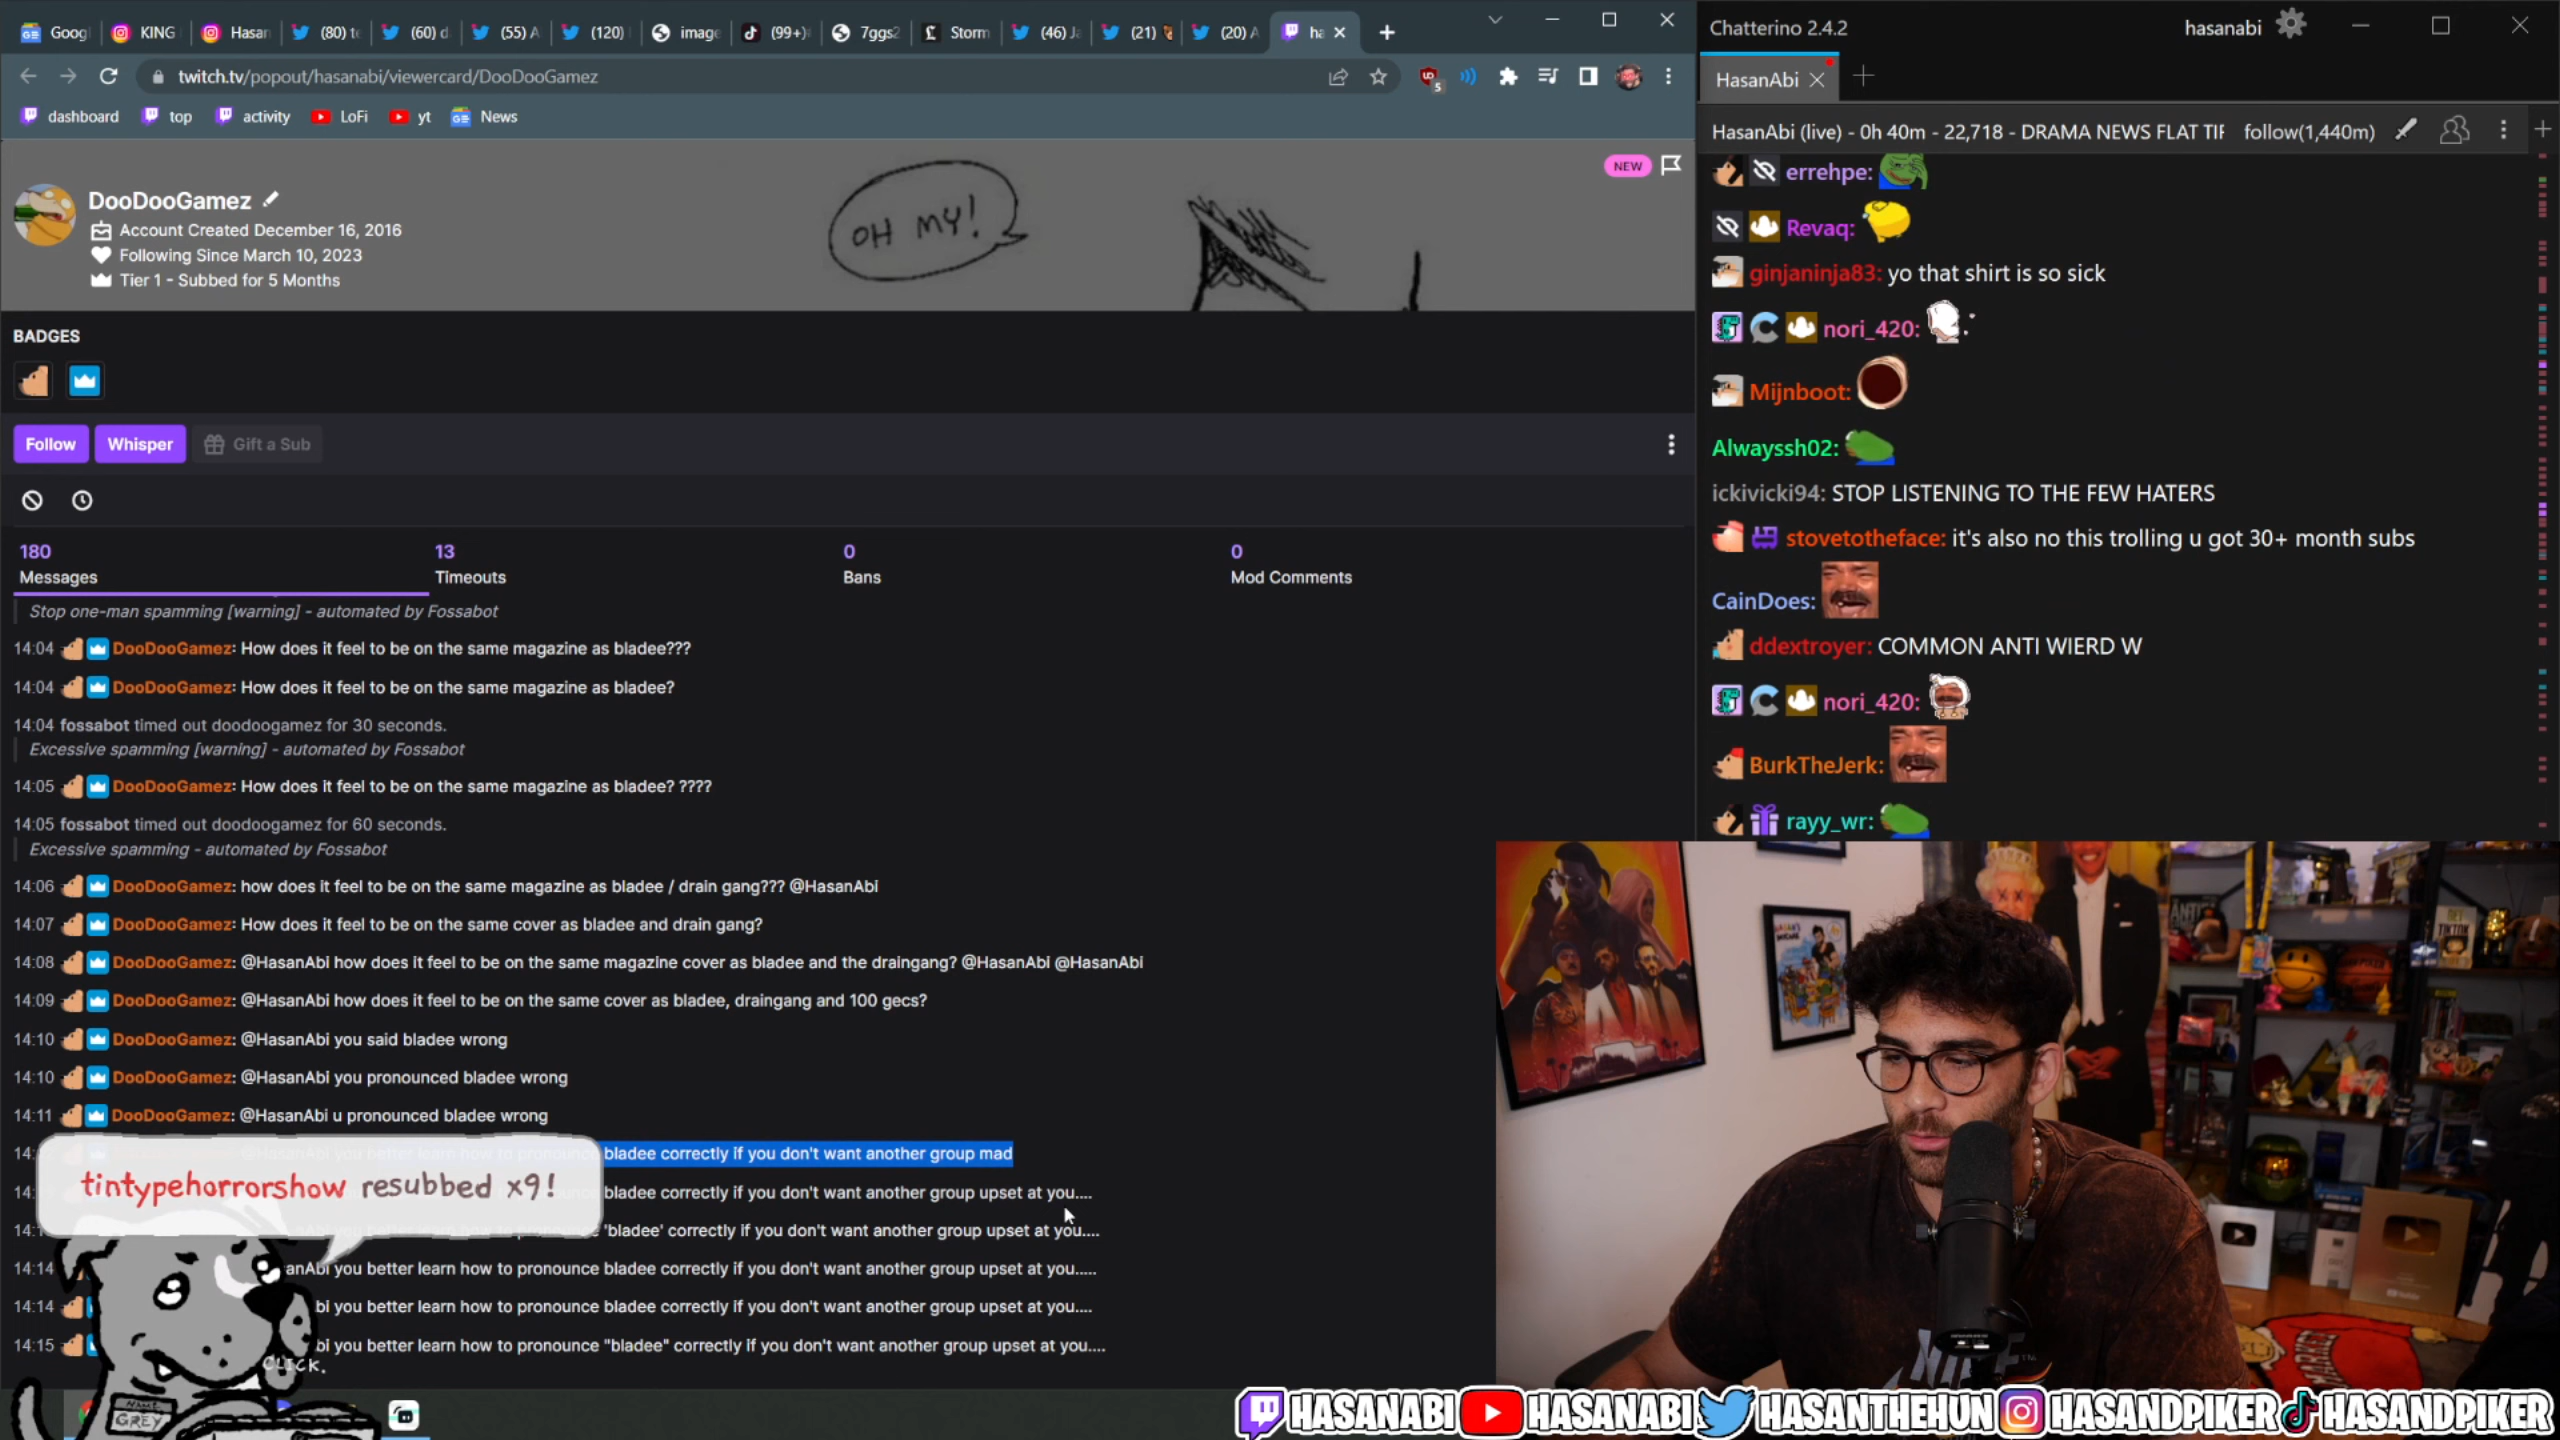 Googl
KING
Hasan
(80) te
(60) d
(55) A
(120)
image
(99+)
7ggs2
Storm
(46) Ja
(21)
(20) A
ha
twitch.tv/popout/hasanabi/viewercard/DooDooGamez
5
dashboard
top
activity
LoFi
yt
News
OH MY!
NEW
DooDooGamez
Account Created December 16, 2016
Following Since March 10, 2023
Tier 1 - Subbed for 5 Months
BADGES
Follow
Whisper
Gift a Sub
180
Messages
13
Timeouts
0
Bans
0
Mod Comments
Stop one-man spamming [warning] - automated by Fossabot
14:04 DooDooGamez: How does it feel to be on the same magazine as bladee???
14:04 DooDooGamez: How does it feel to be on the same magazine as bladee?
14:04 fossabot timed out doodoogamez for 30 seconds.
Excessive spamming [warning] - automated by Fossabot
14:05 DooDooGamez: How does it feel to be on the same magazine as bladee? ????
14:05 fossabot timed out doodoogamez for 60 seconds.
Excessive spamming - automated by Fossabot
14:06 DooDooGamez: how does it feel to be on the same magazine as bladee / drain gang??? @HasanAbi
14:07 DooDooGamez: How does it feel to be on the same cover as bladee and drain gang?
14:08 DooDooGamez: @HasanAbi how does it feel to be on the same magazine cover as bladee and the draingang? @HasanAbi @HasanAbi
14:09 DooDooGamez: @HasanAbi how does it feel to be on the same cover as bladee, draingang and 100 gecs?
14:10 DooDooGamez: @HasanAbi you said bladee wrong
14:10 DooDooGamez: @HasanAbi you pronounced bladee wrong
14:11 DooDooGamez: @HasanAbi u pronounced bladee wrong
14: @HasanAbi you better learn how to pronounce bladee correctly if you don't want another group mad
tintypehorrorshow resubbed x9!
bladee correctly if you don't want another group upset at you....
'bladee' correctly if you don't want another group upset at you....
14:14 anAbi you better learn how to pronounce bladee correctly if you don't want another group upset at you.....
14:14 bi you better learn how to pronounce bladee correctly if you don't want another group upset at you....
14:15 bi you better learn how to pronounce "bladee" correctly if you don't want another group upset at you....
CLICK.
GREY
Chatterino 2.4.2
hasanabi
HasanAbi
HasanAbi (live) - 0h 40m - 22,718 - DRAMA NEWS FLAT TIF
follow(1,440m)
errehpe:
Revaq:
ginjaninja83: yo that shirt is so sick
nori_420:
Mijnboot:
Alwayssh02:
ickivicki94: STOP LISTENING TO THE FEW HATERS
stovetotheface: it's also no this trolling u got 30+ month subs
CainDoes:
ddextroyer: COMMON ANTI WIERD W
nori_420:
BurkTheJerk:
rayy_wr:
HASANABI
HASANABI
HASANTHEHUN
HASANDPIKER
HASANDPIKER